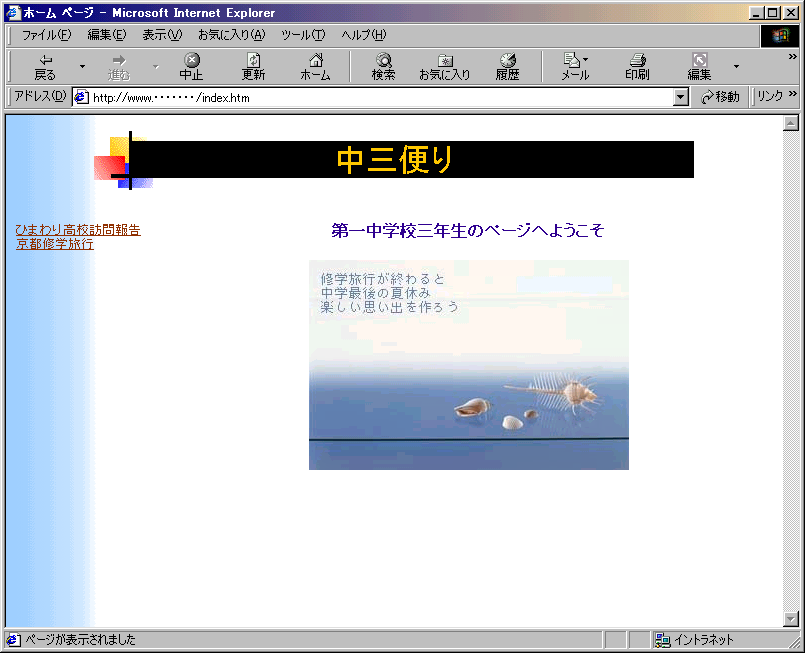 ホーム ページ - Microsoft Internet Explorer
ファイル(F) 編集(E) 表示(V) お気に入り(A) ツール(T) ヘルプ(H)
戻る 進む 中止 更新 ホーム 検索 お気に入り 履歴 メール 印刷 編集 »
アドレス(D) http://www.・・・・・・・/index.htm 移動 リンク »
中三便り
ひまわり高校訪問報告
京都修学旅行
第一中学校三年生のページへようこそ
修学旅行が終わると
中学最後の夏休み
楽しい思い出を作ろう
ページが表示されました イントラネット